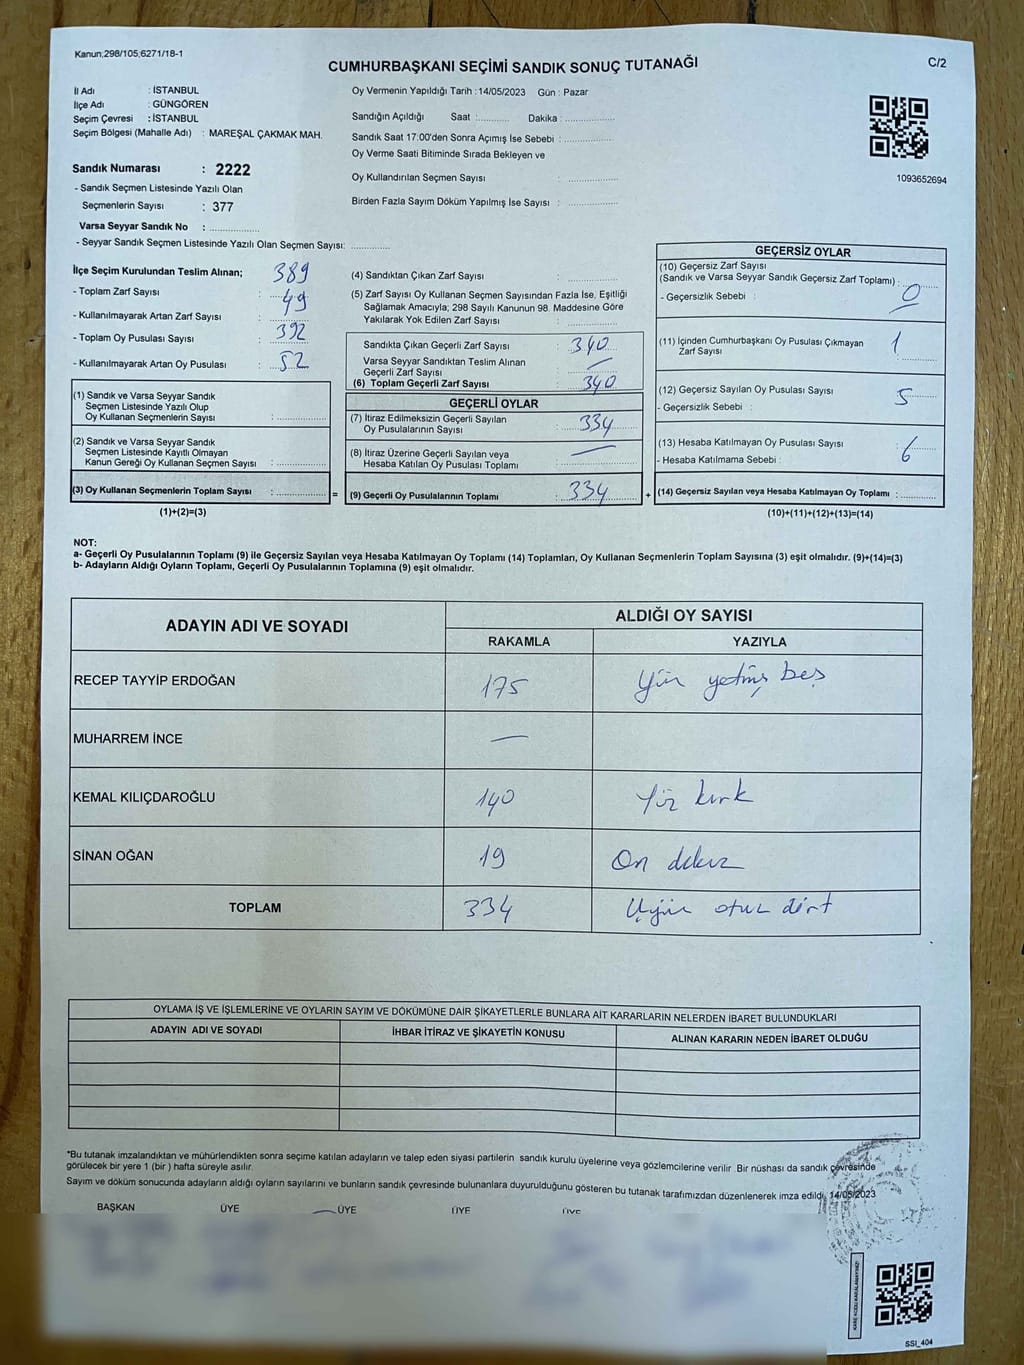 Kanun;298/105;6271/18-1
CUMHURBAŞKANI SEÇİMİ SANDIK SONUÇ TUTANAĞI
C/2
İl Adı : İSTANBUL
İlçe Adı : GÜNGÖREN
Seçim Çevresi : İSTANBUL
Seçim Bölgesi (Mahalle Adı) : MAREŞAL ÇAKMAK MAH.
Oy Vermenin Yapıldığı Tarih : 14/05/2023 Gün : Pazar
Sandığın Açıldığı Saat :.......... Dakika : ...............
Sandık Saat 17:00'den Sonra Açımış İse Sebebi : ...............
Oy Verme Saati Bitiminde Sırada Bekleyen ve
Oy Kullandırılan Seçmen Sayısı : ...............
Birden Fazla Sayım Döküm Yapılmış İse Sayısı : ...............
1093652694
Sandık Numarası : 2222
- Sandık Seçmen Listesinde Yazılı Olan
Seçmenlerin Sayısı : 377
Varsa Seyyar Sandık No : ...............
- Seyyar Sandık Seçmen Listesinde Yazılı Olan Seçmen Sayısı: ............
İlçe Seçim Kurulundan Teslim Alınan; 389
- Toplam Zarf Sayısı : 49
- Kullanılmayarak Artan Zarf Sayısı :
- Toplam Oy Pusulası Sayısı : 392
- Kullanılmayarak Artan Oy Pusulası : 52
(1) Sandık ve Varsa Seyyar Sandık
Seçmen Listesinde Yazılı Olup
Oy Kullanan Seçmenlerin Sayısı : ...............
(2) Sandık ve Varsa Seyyar Sandık
Seçmen Listesinde Kayıtlı Olmayan
Kanun Gereği Oy Kullanan Seçmen Sayısı : ...............
(3) Oy Kullanan Seçmenlerin Toplam Sayısı : ...............
(1)+(2)=(3)
=
(4) Sandıktan Çıkan Zarf Sayısı : ...............
(5) Zarf Sayısı Oy Kullanan Seçmen Sayısından Fazla İse, Eşitliği
Sağlamak Amacıyla; 298 Sayılı Kanunun 98. Maddesine Göre
Yakılarak Yok Edilen Zarf Sayısı : ...............
Sandıkta Çıkan Geçerli Zarf Sayısı : 340
Varsa Seyyar Sandıktan Teslim Alınan
Geçerli Zarf Sayısı : —
(6) Toplam Geçerli Zarf Sayısı : 340
GEÇERLİ OYLAR
(7) İtiraz Edilmeksizin Geçerli Sayılan
Oy Pusulalarının Sayısı : 334
(8) İtiraz Üzerine Geçerli Sayılan veya
Hesaba Katılan Oy Pusulası Toplamı : —
(9) Geçerli Oy Pusulalarının Toplamı : 334
+
GEÇERSİZ OYLAR
(10) Geçersiz Zarf Sayısı
(Sandık ve Varsa Seyyar Sandık Geçersiz Zarf Toplamı) : 0
- Geçersizlik Sebebi :
(11) İçinden Cumhurbaşkanı Oy Pusulası Çıkmayan
Zarf Sayısı : 1
(12) Geçersiz Sayılan Oy Pusulası Sayısı : 5
- Geçersizlik Sebebi :
(13) Hesaba Katılmayan Oy Pusulası Sayısı : 6
- Hesaba Katılmama Sebebi :
(14) Geçersiz Sayılan veya Hesaba Katılmayan Oy Toplamı : ............
(10)+(11)+(12)+(13)=(14)
NOT:
a- Geçerli Oy Pusulalarının Toplamı (9) ile Geçersiz Sayılan veya Hesaba Katılmayan Oy Toplamı (14) Toplamları, Oy Kullanan Seçmenlerin Toplam Sayısına (3) eşit olmalıdır. (9)+(14)=(3)
b- Adayların Aldığı Oyların Toplamı, Geçerli Oy Pusulalarının Toplamına (9) eşit olmalıdır.
ADAYIN ADI VE SOYADI
ALDIĞI OY SAYISI
RAKAMLA YAZIYLA
RECEP TAYYİP ERDOĞAN 175 Yüz yetmiş beş
MUHARREM İNCE —
KEMAL KILIÇDAROĞLU 140 Yüz kırk
SİNAN OĞAN 19 On dokuz
TOPLAM 334 Üçyüz otuz dört
OYLAMA İŞ VE İŞLEMLERİNE VE OYLARIN SAYIM VE DÖKÜMÜNE DAİR ŞİKAYETLERLE BUNLARA AİT KARARLARIN NELERDEN İBARET BULUNDUKLARI
ADAYIN ADI VE SOYADI İHBAR İTİRAZ VE ŞİKAYETİN KONUSU ALINAN KARARIN NEDEN İBARET OLDUĞU
*Bu tutanak imzalandıktan ve mühürlendikten sonra seçime katılan adayların ve talep eden siyasi partilerin sandık kurulu üyelerine veya gözlemcilerine verilir Bir nüshası da sandık çevresinde
görülecek bir yere 1 (bir ) hafta süreyle asılır.
Sayım ve döküm sonucunda adayların aldığı oyların sayılarını ve bunların sandık çevresinde bulunanlara duyurulduğunu gösteren bu tutanak tarafımızdan düzenlenerek imza edildi. 14/05/2023
BAŞKAN ÜYE ÜYE ÜYE ÜYE
SSI_404